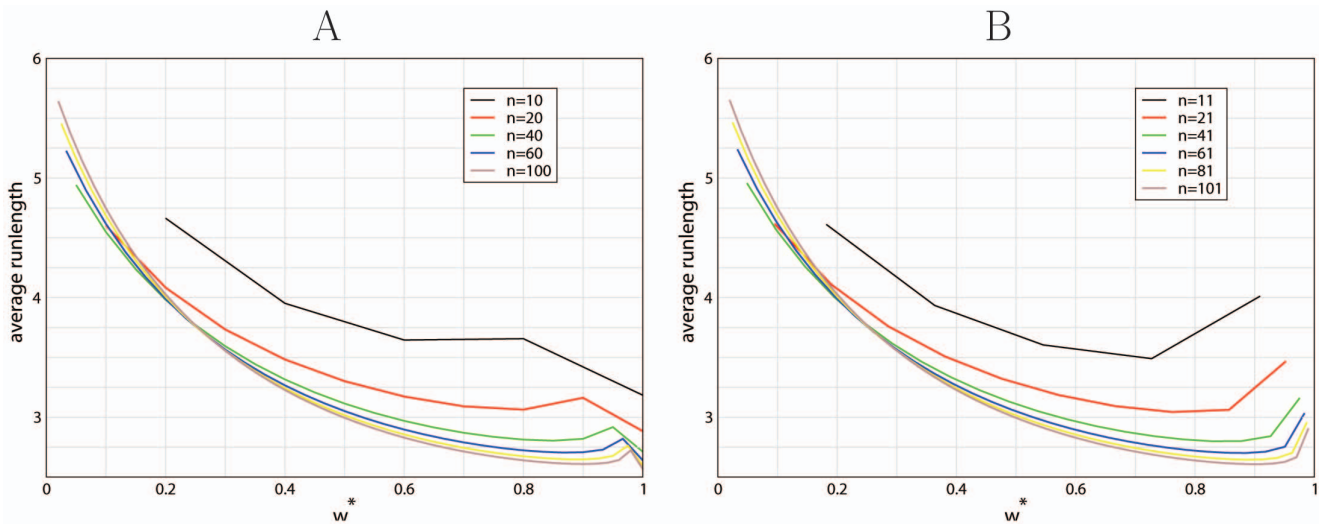 A
6
5
4
3
average runlength
n=10
n=20
n=40
n=60
n=100
0
0.2
0.4
0.6
0.8
1
w*
B
6
5
4
3
average runlength
n=11
n=21
n=41
n=61
n=81
n=101
0
0.2
0.4
0.6
0.8
1
w*